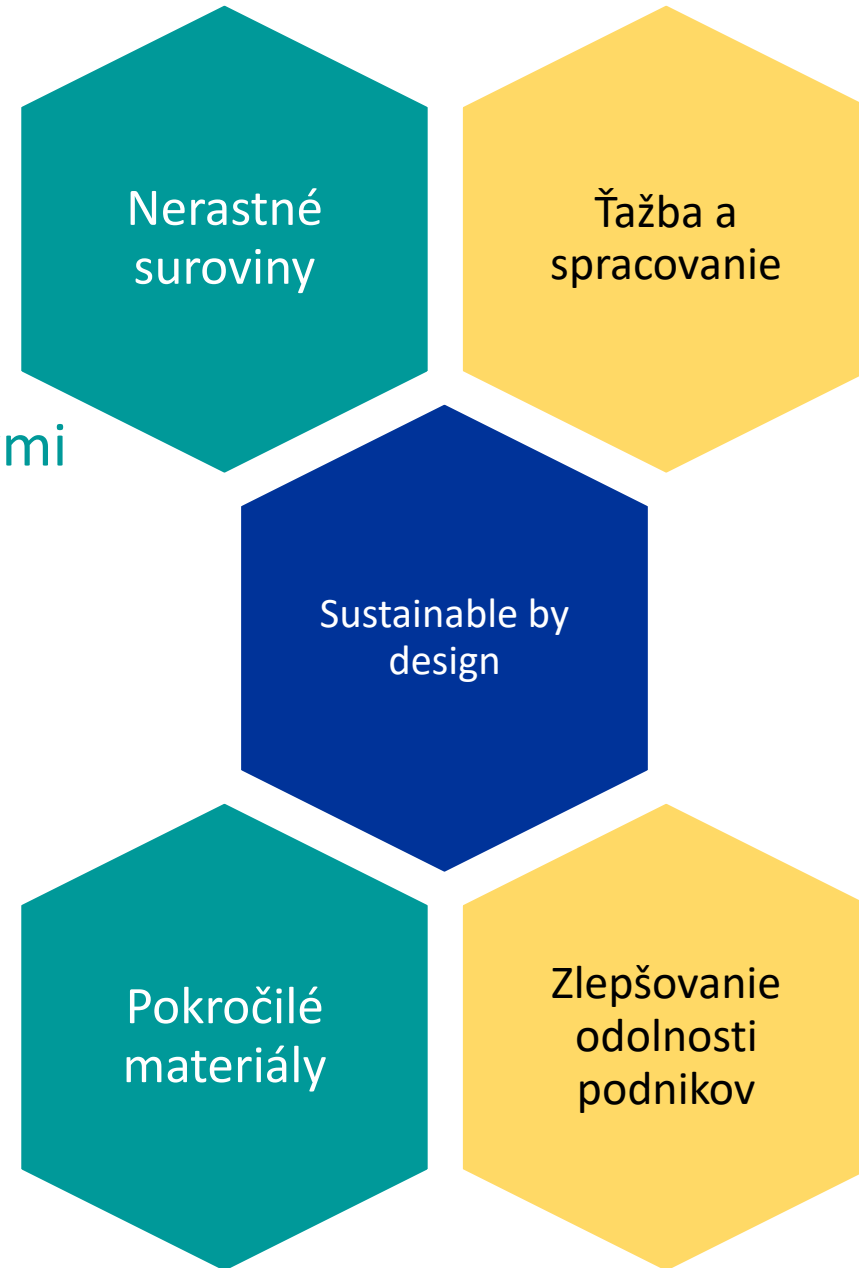 Nerastné
suroviny
Ťažba a
spracovanie
mi
Sustainable by
design
Pokročilé
materiály
Zlepšovanie
odolnosti
podnikov